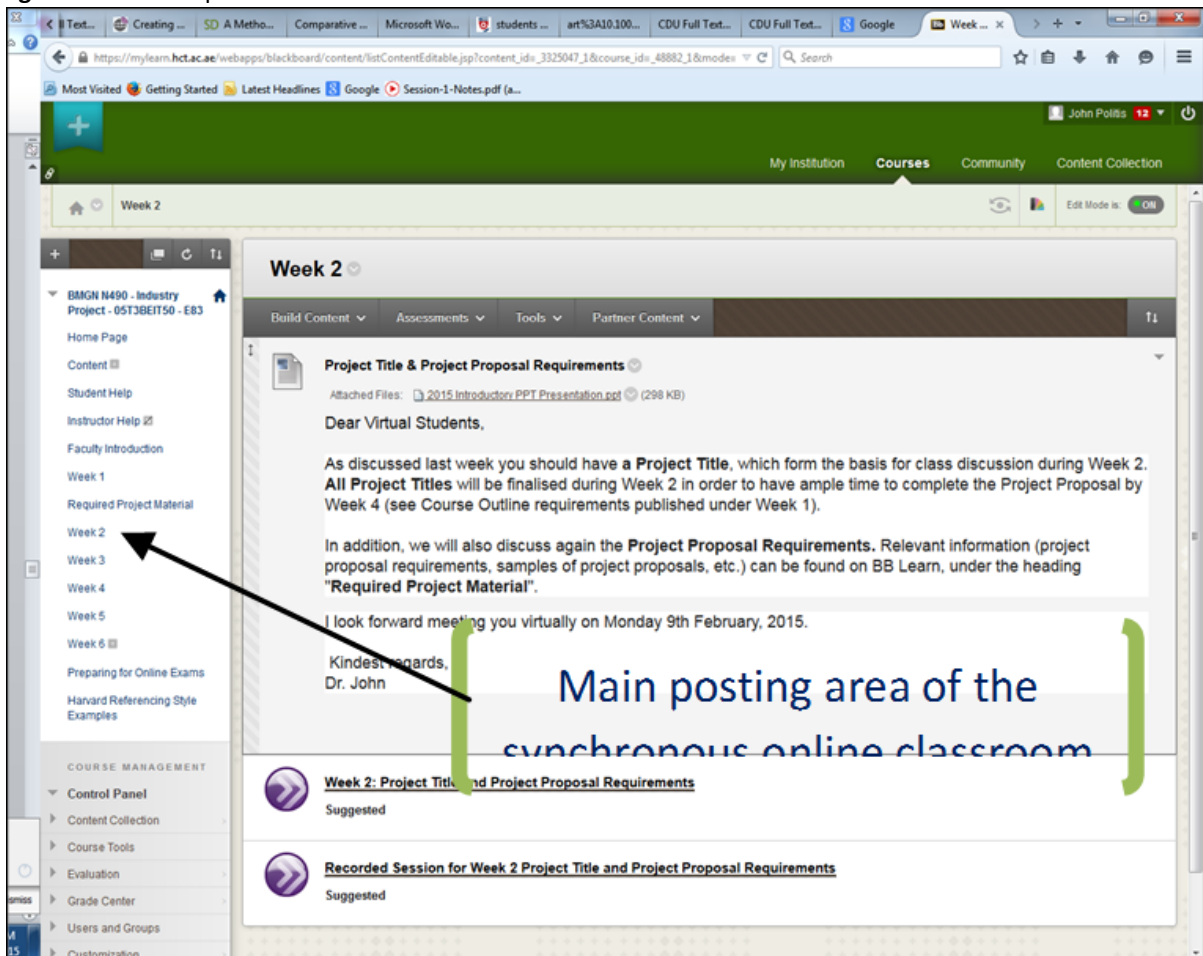 Text...
Creating ...
SD A Metho...
Comparative ...
Microsoft Wo...
students ...
art%3A10.100...
CDU Full Text...
CDU Full Text...
Google
Week ...
https://mylearn.hct.ac.ae/webapps/blackboard/content/listContentEditable.jsp?content_id=_3325047_1&course_id=_48882_1&mode=
Search
Most Visited Getting Started Latest Headlines Google Session-1-Notes.pdf (a...
John Politis 12
My Institution Courses Community Content Collection
Week 2
Edit Mode is: ON
BMGN N490 - Industry
Project - 05T3BEIT50 - E83
Home Page
Content
Student Help
Instructor Help
Faculty Introduction
Week 1
Required Project Material
Week 2
Week 3
Week 4
Week 5
Week 6
Preparing for Online Exams
Harvard Referencing Style
Examples
COURSE MANAGEMENT
Control Panel
Content Collection
Course Tools
Evaluation
Grade Center
Users and Groups
Customization
Week 2
Build Content Assessments Tools Partner Content
Project Title & Project Proposal Requirements
Attached Files: 2015 Introductory PPT Presentation.ppt (298 KB)
Dear Virtual Students,
As discussed last week you should have a Project Title, which form the basis for class discussion during Week 2.
All Project Titles will be finalised during Week 2 in order to have ample time to complete the Project Proposal by
Week 4 (see Course Outline requirements published under Week 1).
In addition, we will also discuss again the Project Proposal Requirements. Relevant information (project
proposal requirements, samples of project proposals, etc.) can be found on BB Learn, under the heading
"Required Project Material".
I look forward meeting you virtually on Monday 9th February, 2015.
Kindest regards,
Dr. John
Main posting area of the
synchronous online classroom
Week 2: Project Title and Project Proposal Requirements
Suggested
Recorded Session for Week 2 Project Title and Project Proposal Requirements
Suggested